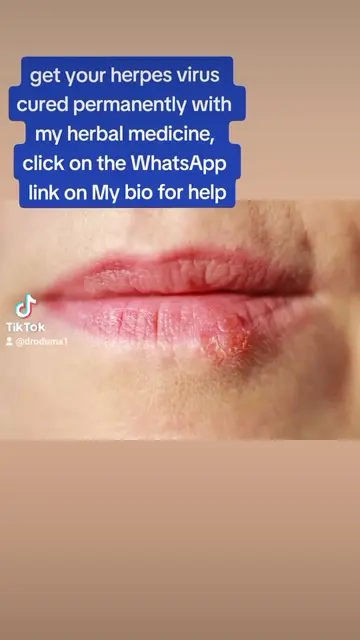 get your herpes virus
cured permanently with
my herbal medicine,
click on the WhatsApp
link on My bio for help
TikTok
@droduma1